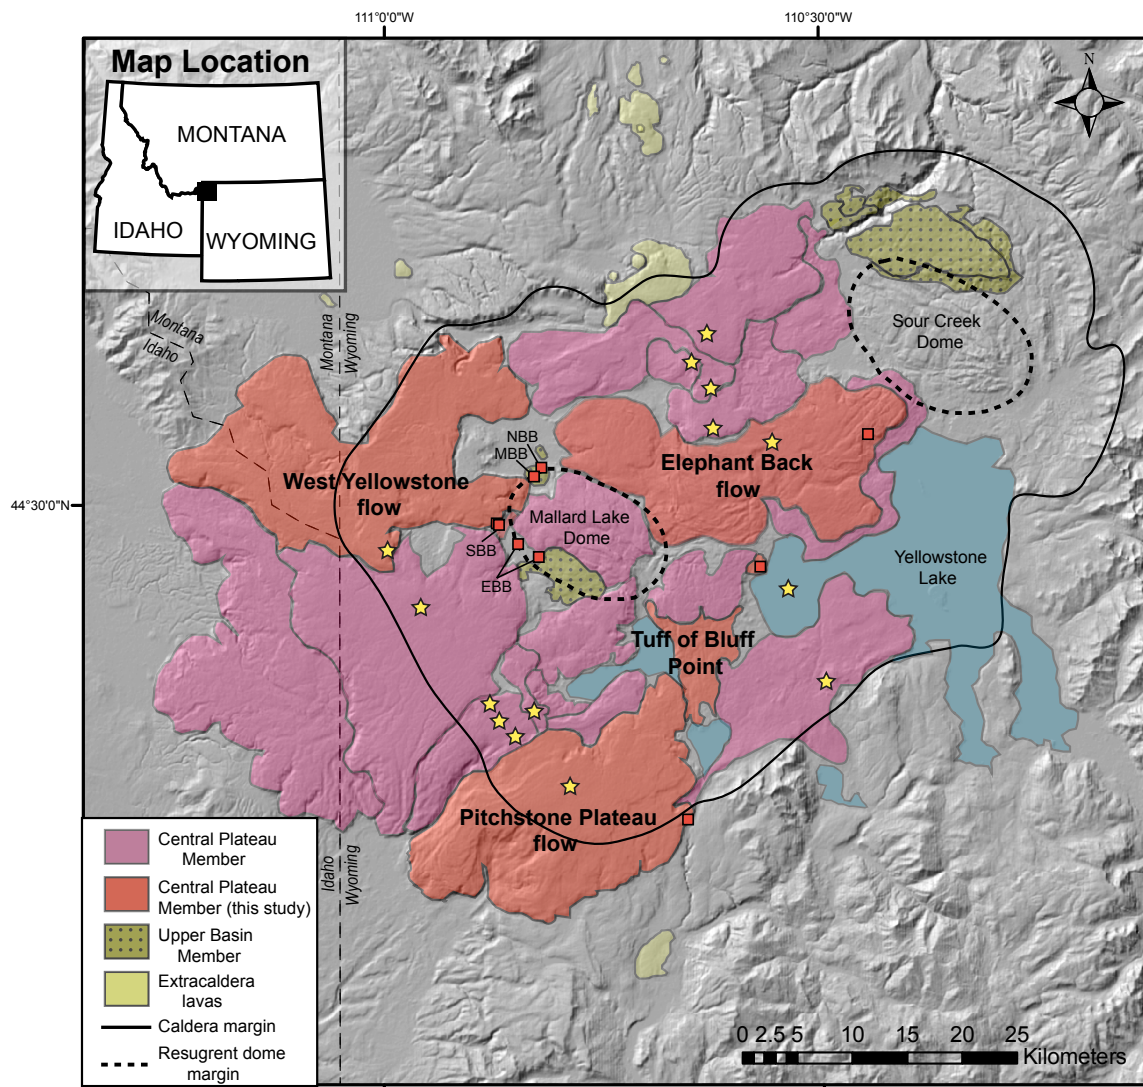 111°0'0"W
110°30'0"W
Map Location
MONTANA
IDAHO
WYOMING
N
Montana
Idaho
Montana
Wyoming
Sour Creek
Dome
NBB
MBB
West Yellowstone
flow
Elephant Back
flow
44°30'0"N
Mallard Lake
Dome
SBB
EBB
Yellowstone
Lake
Tuff of Bluff
Point
Pitchstone Plateau
flow
Idaho
Wyoming
Central Plateau
Member
Central Plateau
Member (this study)
Upper Basin
Member
Extracaldera
lavas
Caldera margin
Resugrent dome
margin
0 2.5 5 10 15 20 25
Kilometers